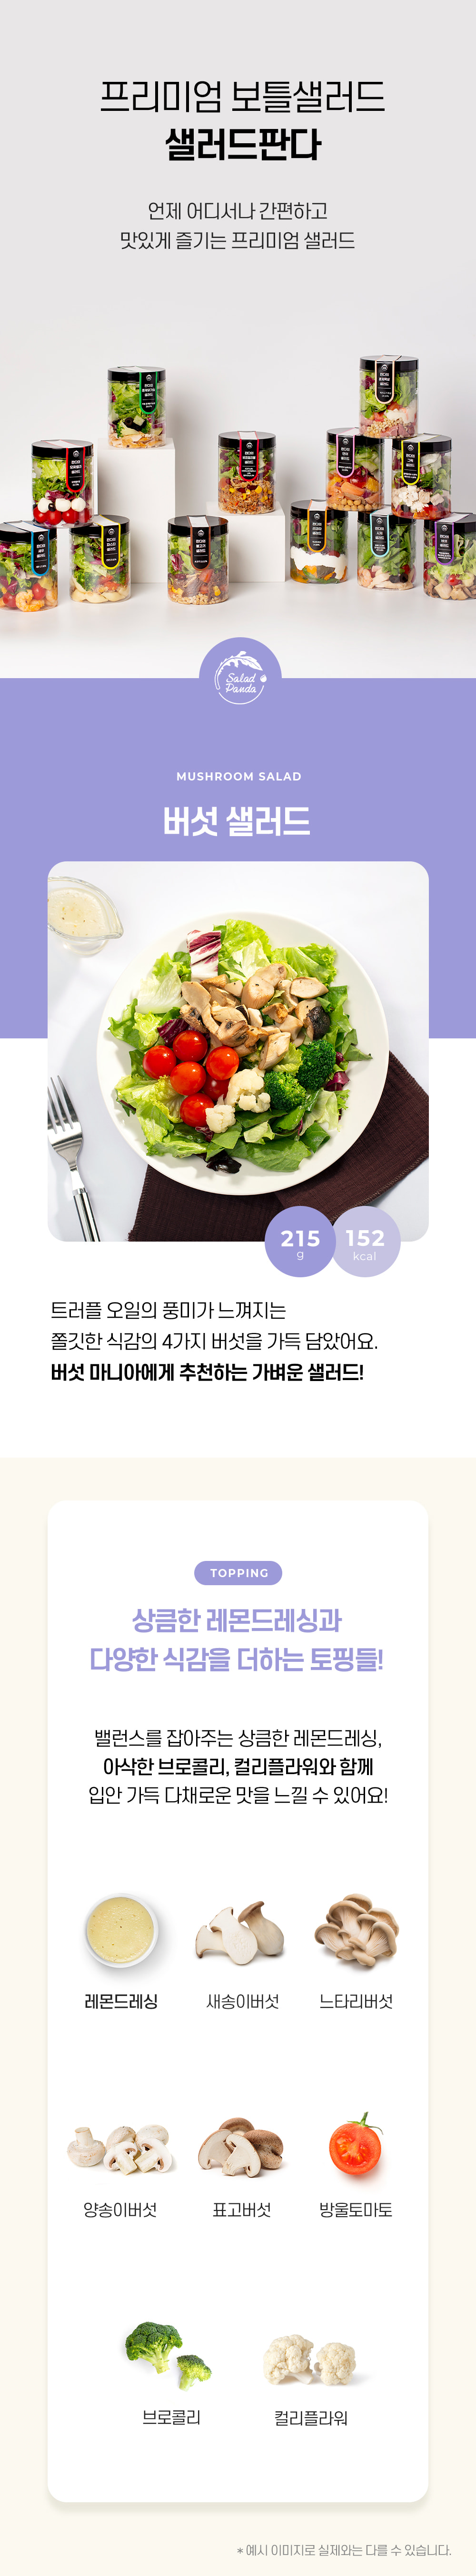 프리미엄 보틀샐러드
샐러드판다
언제 어디서나 간편하고
맛있게 즐기는 프리미엄 샐러드
Salad
Panda
MUSHROOM SALAD
버섯 샐러드
215
g
152
kcal
트러플 오일의 풍미가 느껴지는
쫄깃한 식감의 4가지 버섯을 가득 담았어요.
버섯 마니아에게 추천하는 가벼운 샐러드!
TOPPING
상큼한 레몬드레싱과
다양한 식감을 더하는 토핑들!
밸런스를 잡아주는 상큼한 레몬드레싱,
아삭한 브로콜리, 컬리플라워와 함께
입안 가득 다채로운 맛을 느낄 수 있어요!
레몬드레싱
새송이버섯
느타리버섯
양송이버섯
표고버섯
방울토마토
브로콜리
컬리플라워
* 예시 이미지로 실제와는 다를 수 있습니다.